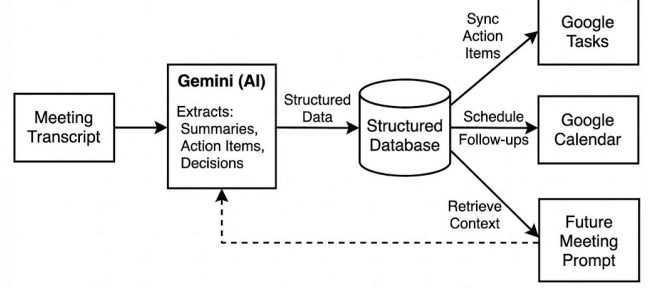 Meeting
Transcript
Gemini (AI)
Extracts:
Summaries,
Action Items,
Decisions
Structured
Data
Structured
Database
Sync
Action
Items
Google
Tasks
Schedule
Follow-ups
Google
Calendar
Retrieve
Context
Future
Meeting
Prompt